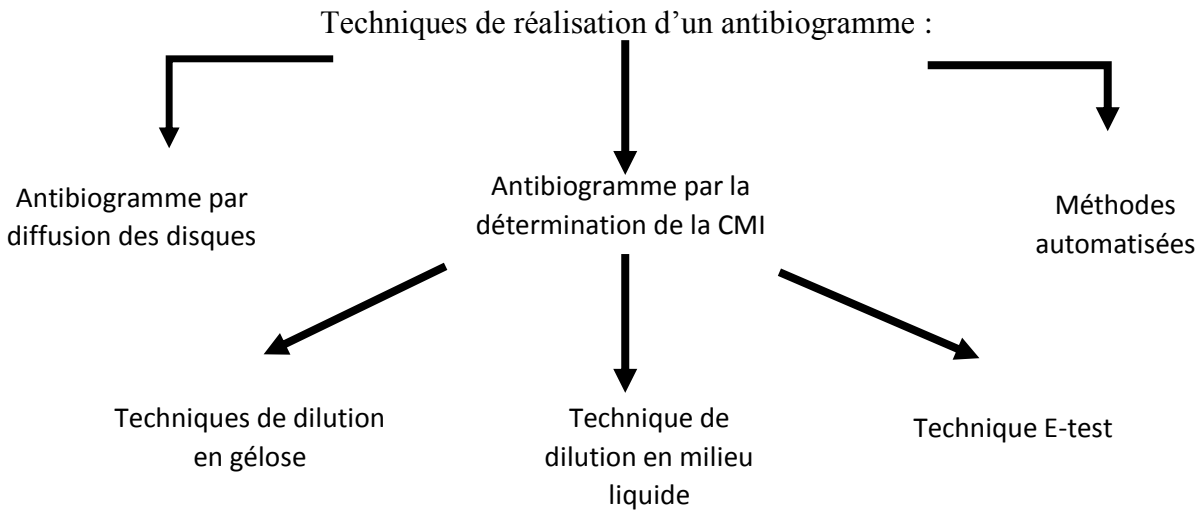 Techniques de réalisation d’un antibiogramme :
Antibiogramme par
diffusion des disques
Antibiogramme par la
détermination de la CMI
Méthodes
automatisées
Techniques de dilution
en gélose
Technique de
dilution en milieu
liquide
Technique E-test